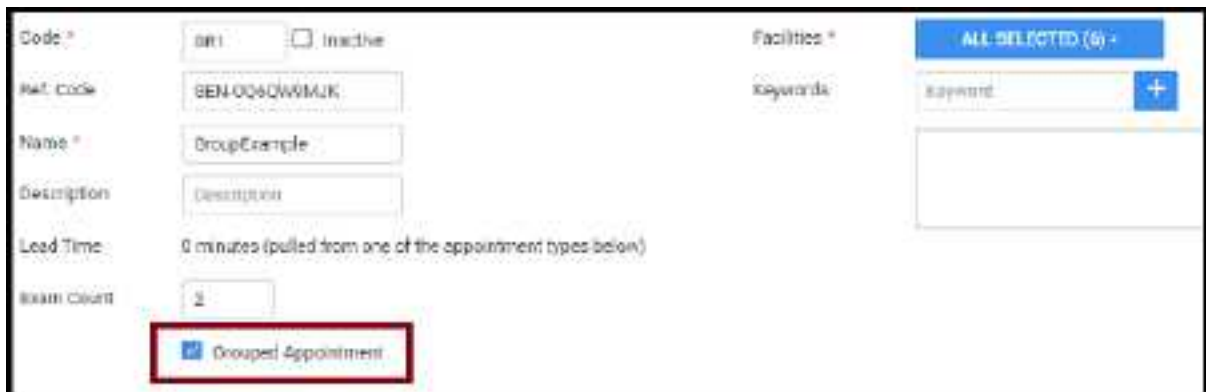 Code *
Inactive
Facilities *
ALL SELECTED (6)
Ref. Code
Keywords
Keyword
+
Name *
GroupExample
Description
Description
Lead Time
0 minutes (pulled from one of the appointment types below)
Exam Count
2
Grouped Appointment